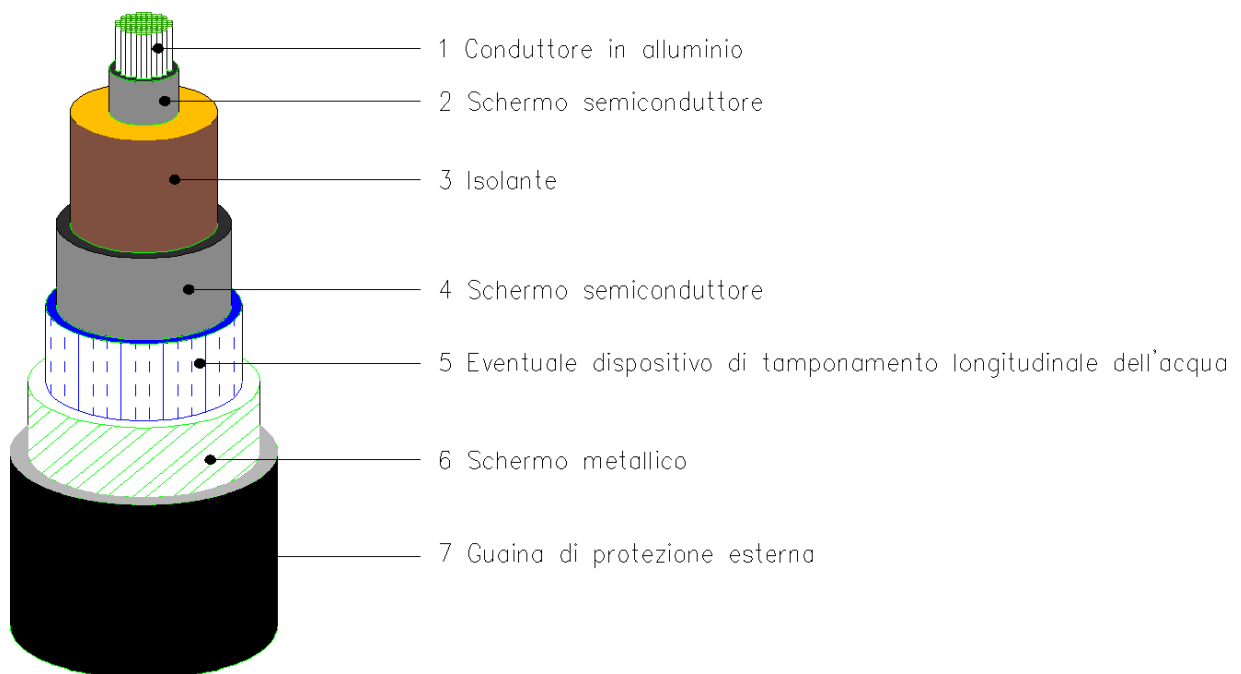 1 Conduttore in alluminio
2 Schermo semiconduttore
3 Isolante
4 Schermo semiconduttore
5 Eventuale dispositivo di tamponamento longitudinale dell'acqua
6 Schermo metallico
7 Guaina di protezione esterna